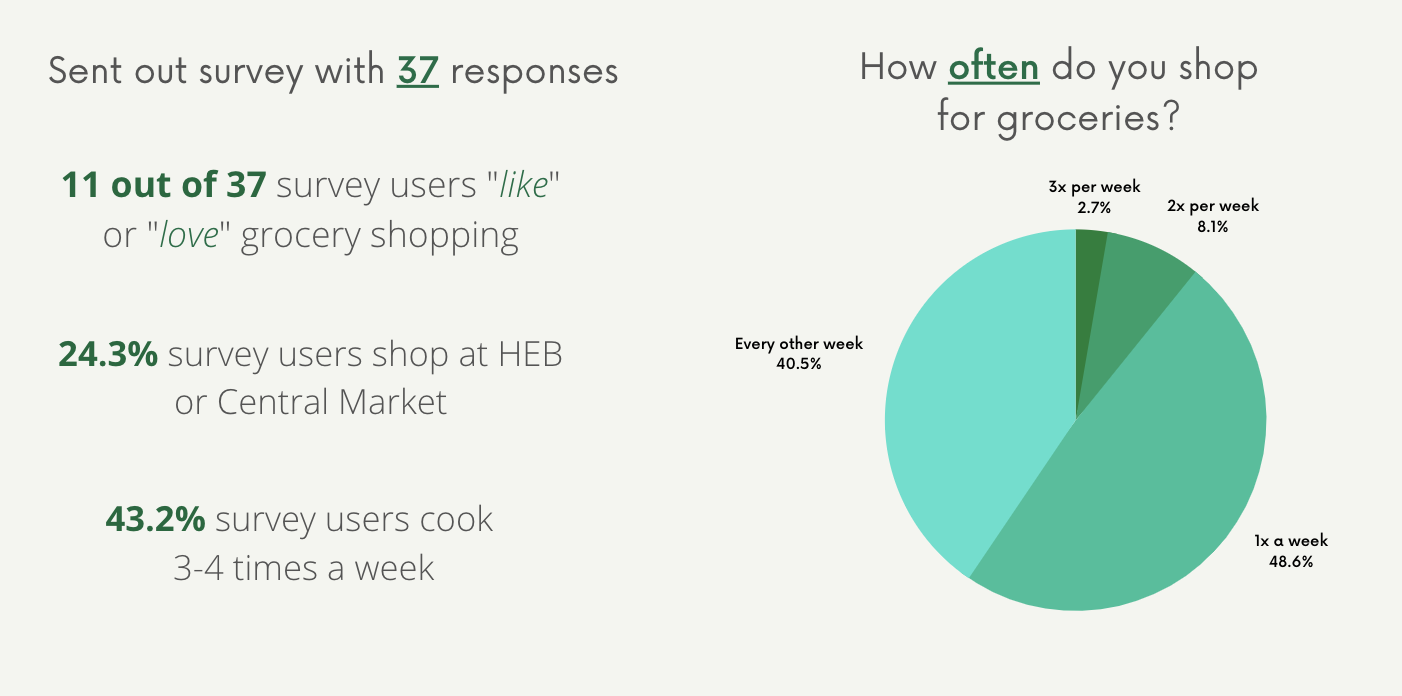 Sent out survey with 37 responses
11 out of 37 survey users "like"
or "love" grocery shopping
24.3% survey users shop at HEB
or Central Market
43.2% survey users cook
3-4 times a week
How often do you shop
for groceries?
3x per week
2.7%
2x per week
8.1%
Every other week
40.5%
1x a week
48.6%